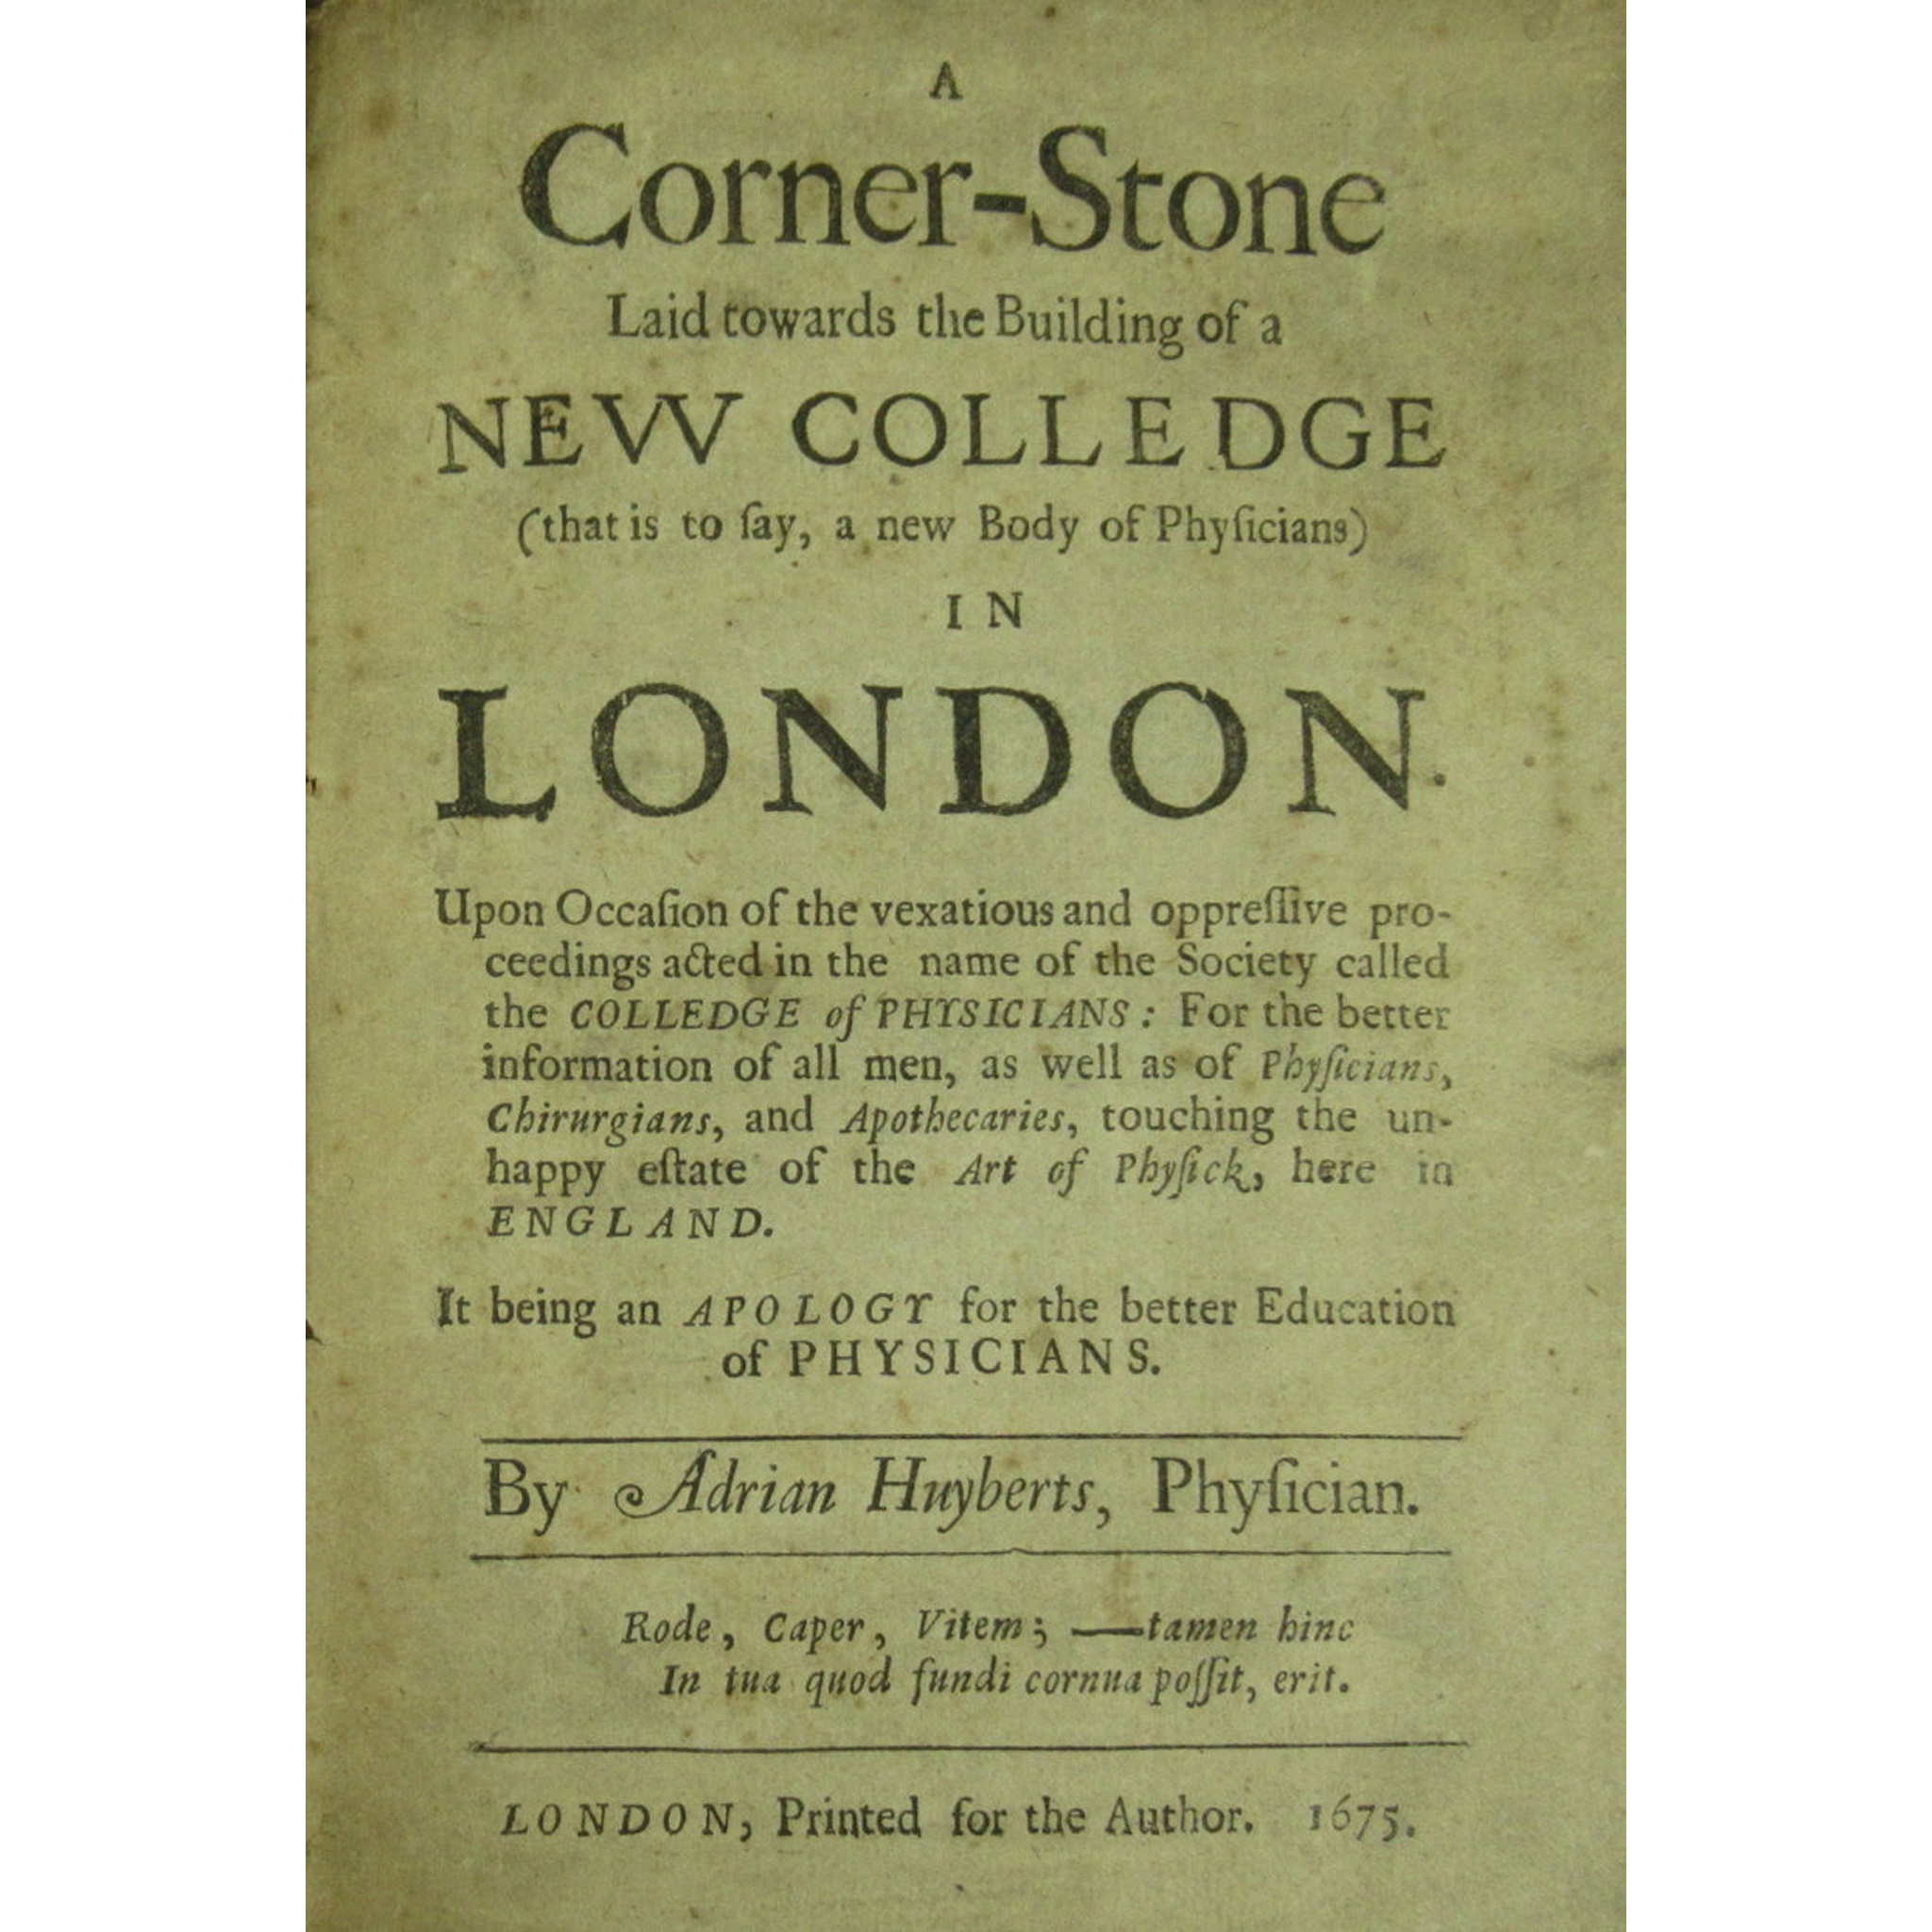 A
Corner-Stone
Laid towards the Building of a
NEVV COLLEDGE
(that is to ſay, a new Body of Phyſicians)
IN
LONDON.
Upon Occaſion of the vexatious and oppreſſive pro-
ceedings acted in the name of the Society called
the COLLEDGE of PHYSICIANS: For the better
information of all men, as well as of Phyſicians,
Chirurgians, and Apothecaries, touching the un-
happy eſtate of the Art of Phyſick, here in
ENGLAND.
It being an APOLOGY for the better Education
of PHYSICIANS.
By Adrian Huyberts, Phyſician.
Rode, Caper, Vitem; —tamen hinc
In tua quod fundi cornua poſſit, erit.
LONDON, Printed for the Author. 1675.